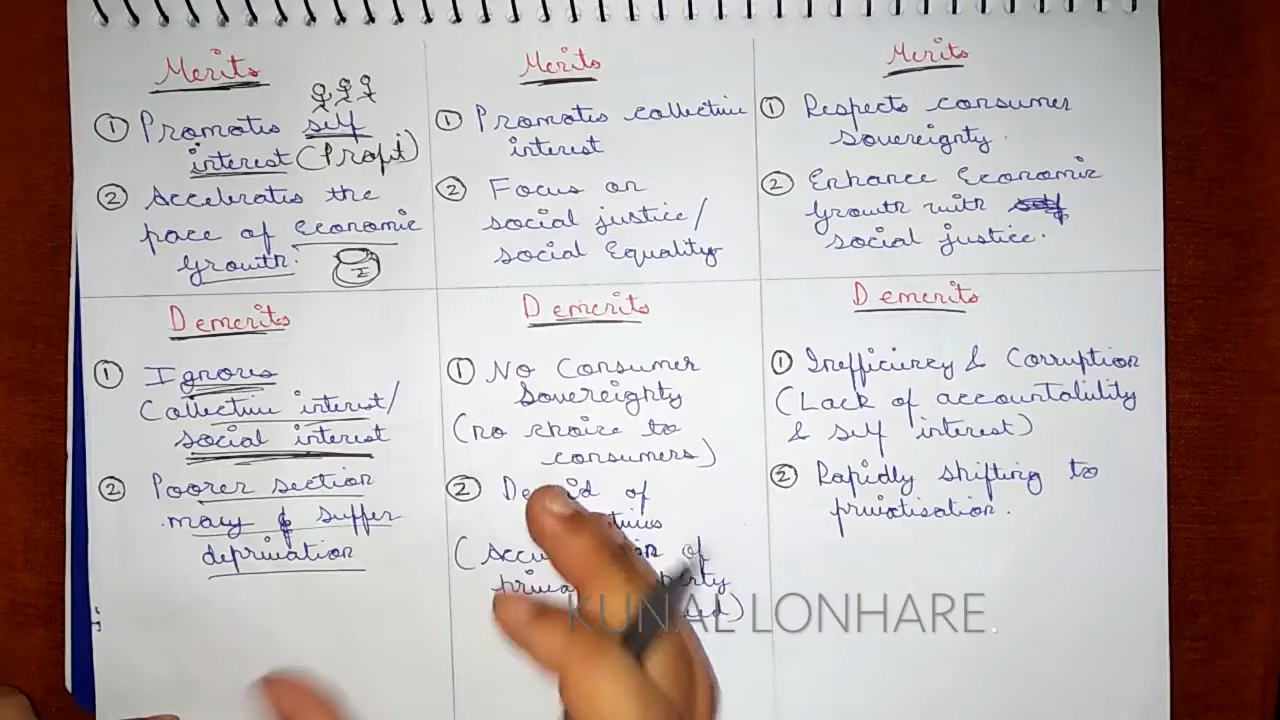 Merits
① Promotes self
interest (Profit)
② Accelerates the
pace of Economic
Growth.
Merits
① Promotes collective
interest
② Focus on
social justice/
social Equality
Merits
① Respects consumer
sovereignty.
② Enhance Economic
Growth with
social justice.
Demerits
① Ignores
Collective interest/
social interest
② Poorer section
may suffer
deprivation
Demerits
① No Consumer
Sovereignty
(no choice to
consumers)
② of
(
KUNAL LONHARE.
Demerits
① Inefficiency & Corruption
(Lack of accountability
& self interest)
② Rapidly shifting to
privatisation.